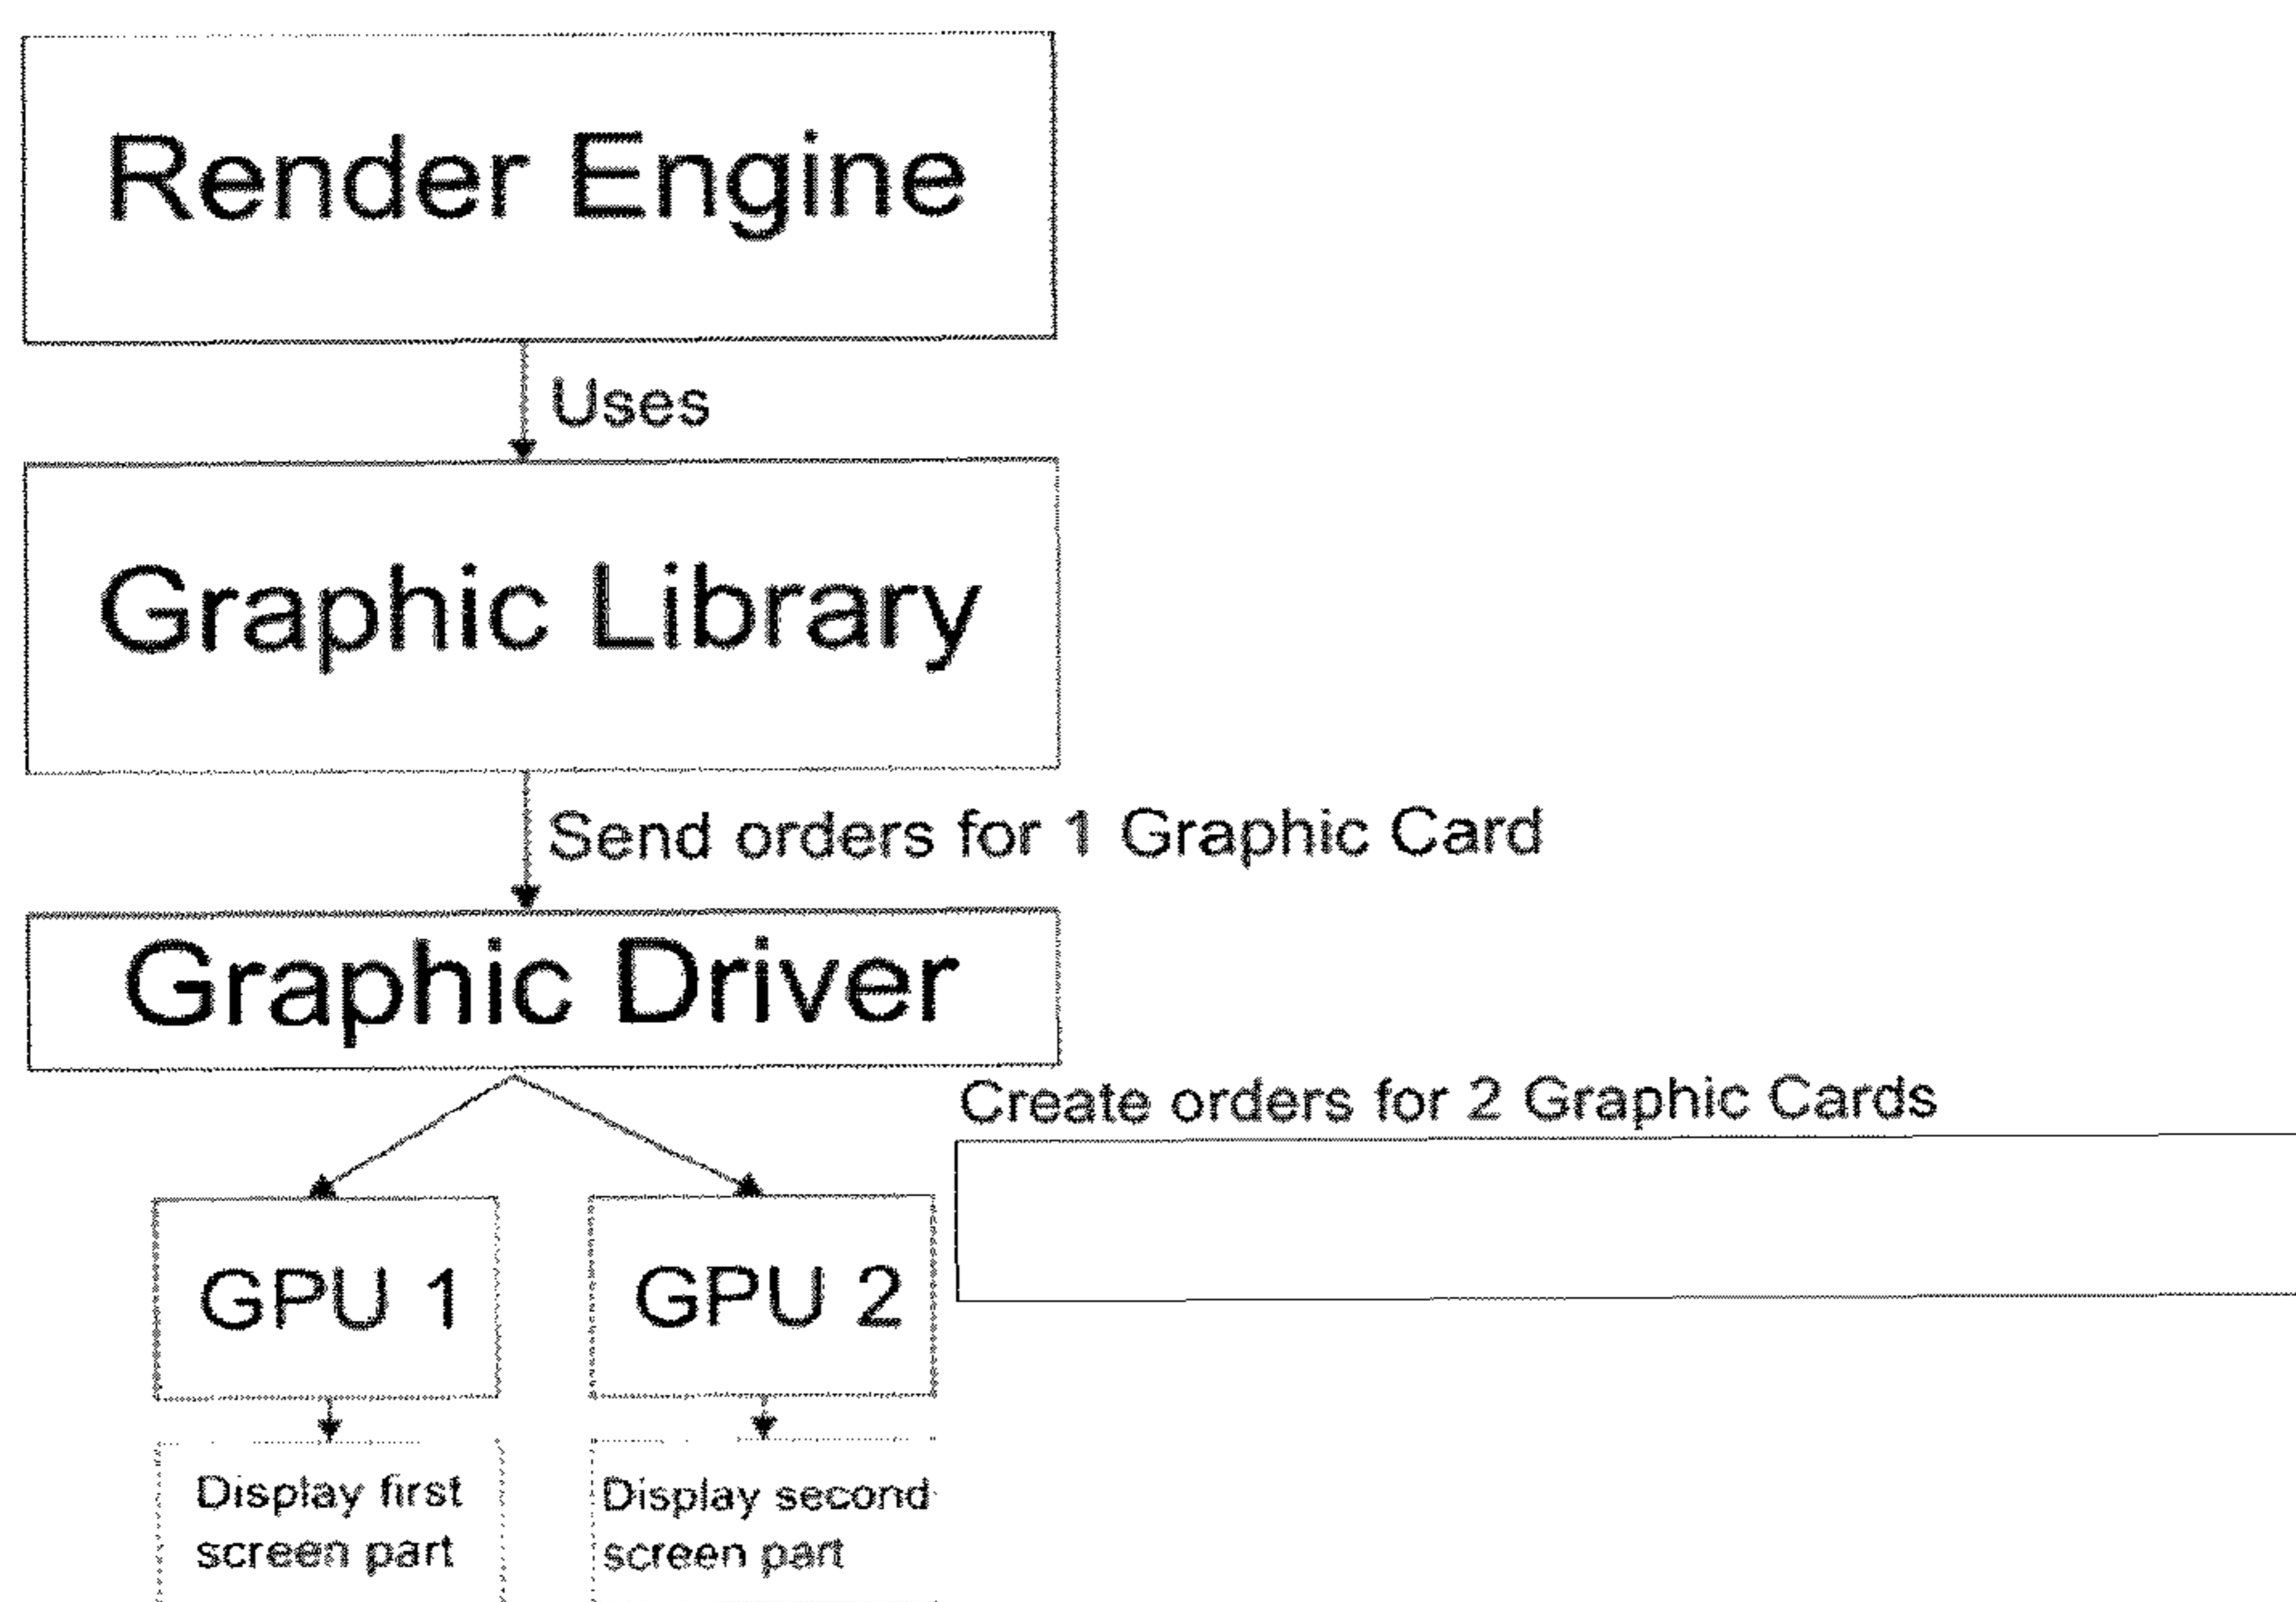 Render Engine
Uses
Graphic Library
Send orders for 1 Graphic Card
Graphic Driver
Create orders for 2 Graphic Cards
GPU 1
GPU 2
Display first
screen part
Display second
screen part